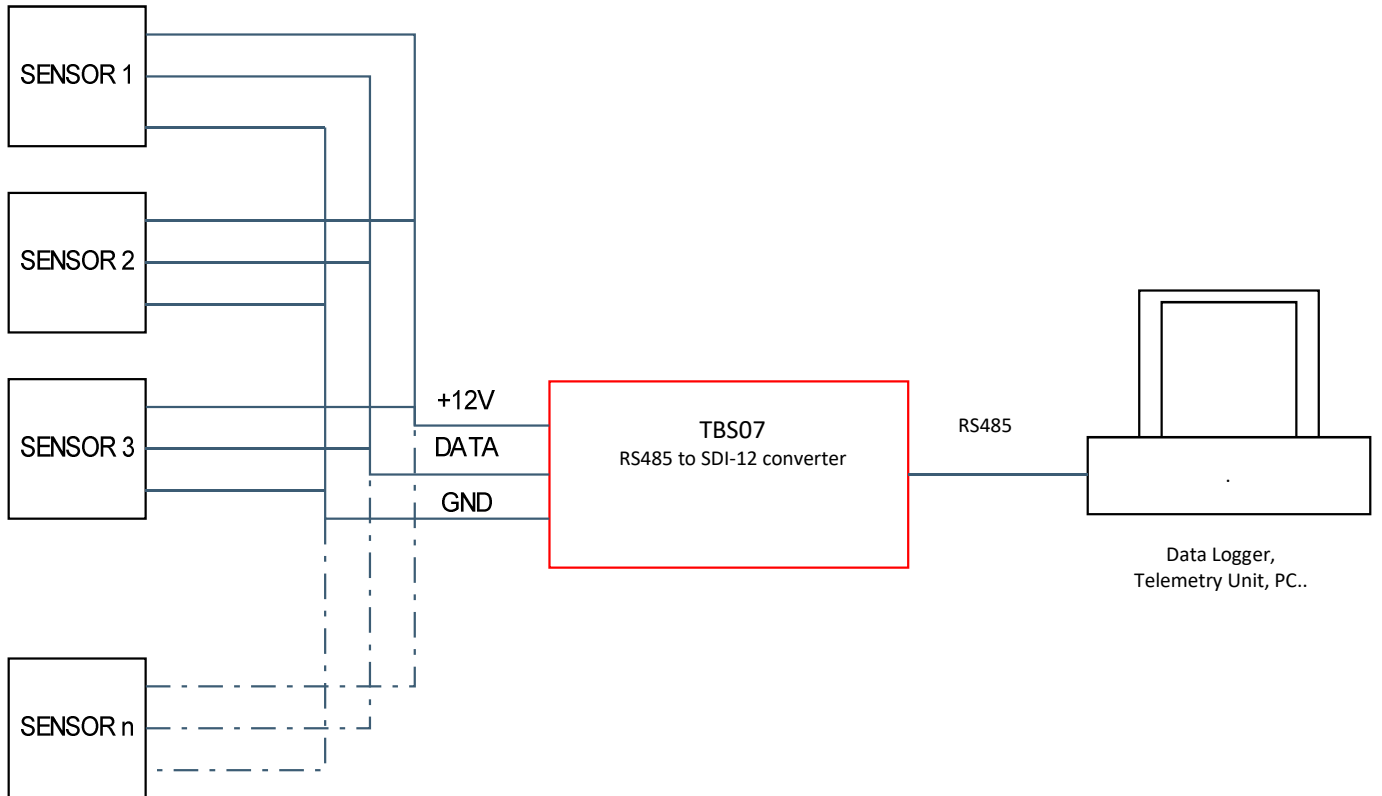 SENSOR 1
SENSOR 2
SENSOR 3
SENSOR n
+12V
DATA
GND
TBS07
RS485 to SDI-12 converter
RS485
.
Data Logger,
Telemetry Unit, PC..